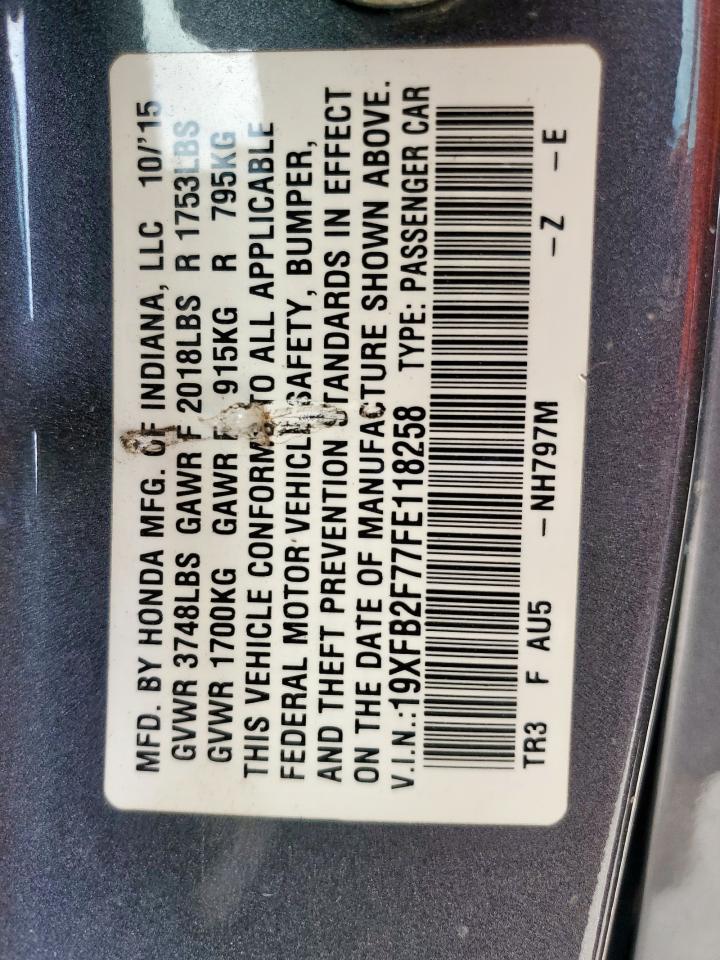 MFD. BY HONDA MFG. OF INDIANA, LLC 10/'15
GVWR 3748LBS GAWR F 2018LBS R 1753LBS
GVWR 1700KG GAWR F 915KG R 795KG
THIS VEHICLE CONFORMS TO ALL APPLICABLE
FEDERAL MOTOR VEHICLE SAFETY, BUMPER,
AND THEFT PREVENTION STANDARDS IN EFFECT
ON THE DATE OF MANUFACTURE SHOWN ABOVE.
V.I.N.:19XFB2F77FE118258 TYPE: PASSENGER CAR
TR3 F AU5 –NH797M –Z –E